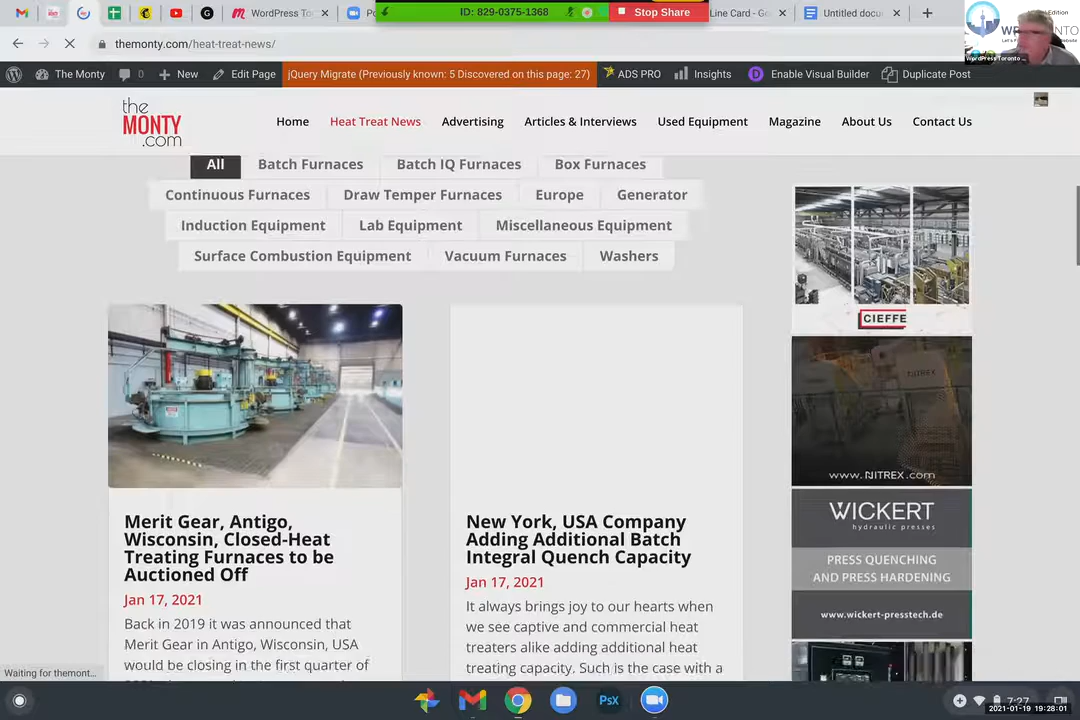 WordPress To
Po
ID: 829-0375-1368
Stop Share
Line Card - Ge
Untitled docu
themonty.com/heat-treat-news/
WordPress Toronto
The Monty
0
New
Edit Page
jQuery Migrate (Previously known: 5 Discovered on this page: 27)
ADS PRO
Insights
Enable Visual Builder
Duplicate Post
the
MONTY
.com
Home
Heat Treat News
Advertising
Articles & Interviews
Used Equipment
Magazine
About Us
Contact Us
All
Batch Furnaces
Batch IQ Furnaces
Box Furnaces
Continuous Furnaces
Draw Temper Furnaces
Europe
Generator
Induction Equipment
Lab Equipment
Miscellaneous Equipment
Surface Combustion Equipment
Vacuum Furnaces
Washers
CIEFFE
NITREX
www.NITREX.com
WICKERT
hydraulic presses
PRESS QUENCHING
AND PRESS HARDENING
www.wickert-presstech.de
Merit Gear, Antigo,
Wisconsin, Closed-Heat
Treating Furnaces to be
Auctioned Off
Jan 17, 2021
Back in 2019 it was announced that
Merit Gear in Antigo, Wisconsin, USA
would be closing in the first quarter of
New York, USA Company
Adding Additional Batch
Integral Quench Capacity
Jan 17, 2021
It always brings joy to our hearts when
we see captive and commercial heat
treaters alike adding additional heat
treating capacity. Such is the case with a
Waiting for themont...
Psx
7:27
2021-01-19 19:28:01